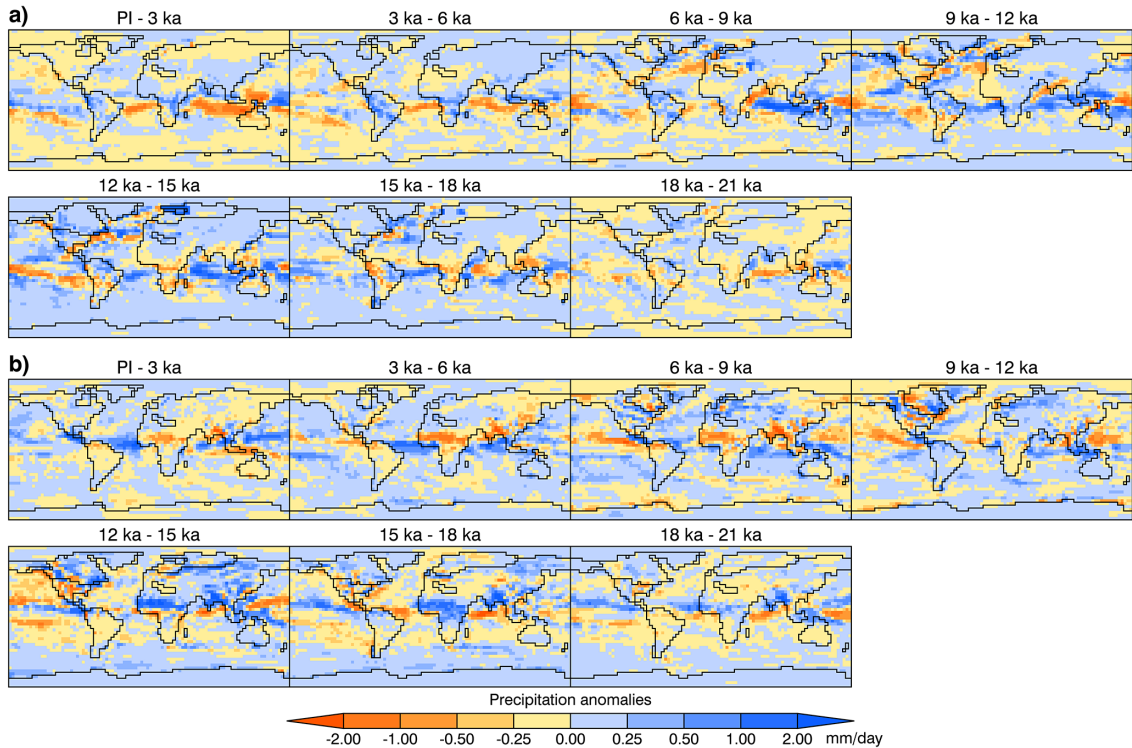 a)
PI - 3 ka
3 ka - 6 ka
6 ka - 9 ka
9 ka - 12 ka
12 ka - 15 ka
15 ka - 18 ka
18 ka - 21 ka
b)
PI - 3 ka
3 ka - 6 ka
6 ka - 9 ka
9 ka - 12 ka
12 ka - 15 ka
15 ka - 18 ka
18 ka - 21 ka
Precipitation anomalies
-2.00 -1.00 -0.50 -0.25 0.00 0.25 0.50 1.00 2.00 mm/day